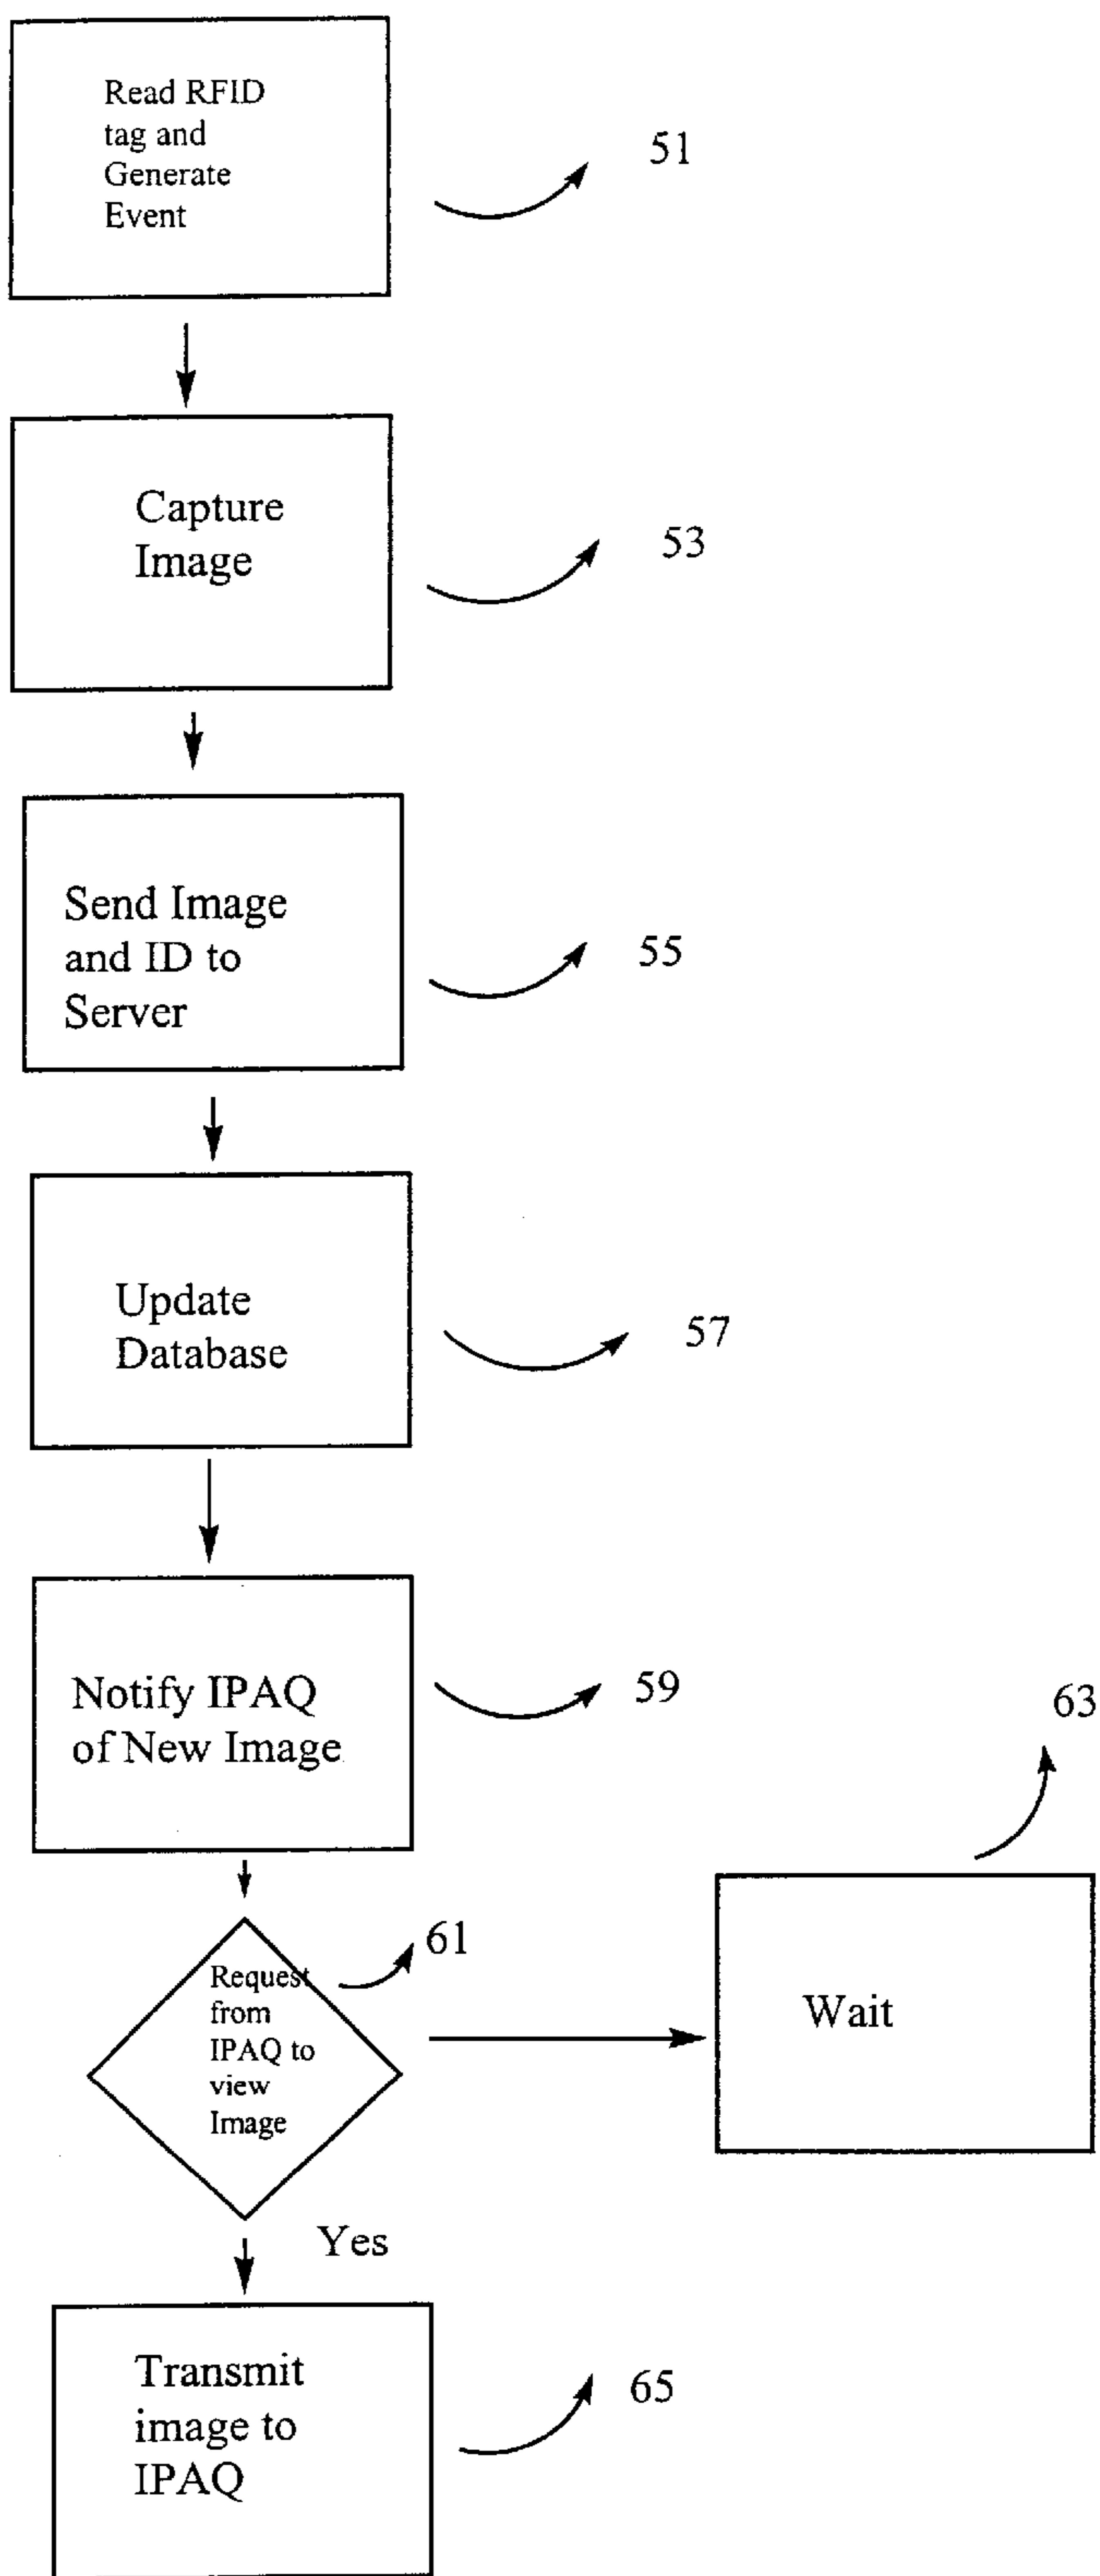 Read RFID
tag and
Generate
Event
51
Capture
Image
53
Send Image
and ID to
Server
55
Update
Database
57
Notify IPAQ
of New Image
59
63
61
Request
from
IPAQ to
view
Image
Wait
Yes
Transmit
image to
IPAQ
65